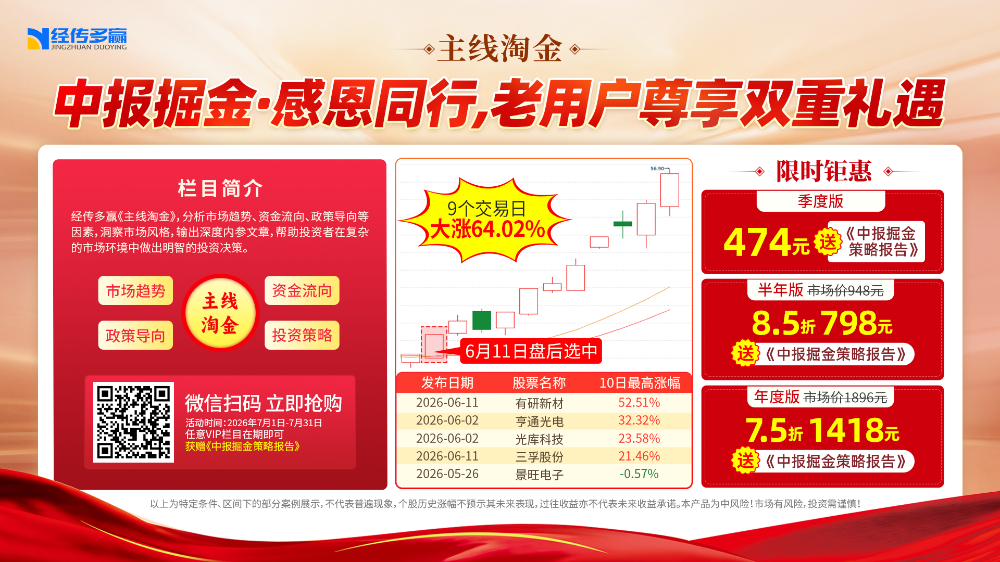 经传多赢
JINGZHUAN DUOYING
主线淘金
中报掘金·感恩同行,老用户尊享双重礼遇
栏目简介
经传多赢《主线淘金》,分析市场趋势、资金流向、政策导向等
因素,洞察市场风格,输出深度内参文章,帮助投资者在复杂
的市场环境中做出明智的投资决策。
市场趋势
资金流向
主线
淘金
政策导向
投资策略
微信扫码 立即抢购
活动时间:2026年7月1日-7月31日
任意VIP栏目在期即可
获赠《中报掘金策略报告》
56.90
9个交易日
大涨64.02%
6月11日盘后选中
发布日期 股票名称 10日最高涨幅
2026-06-11 有研新材 52.51%
2026-06-02 亨通光电 32.32%
2026-06-02 光库科技 23.58%
2026-06-11 三孚股份 21.46%
2026-05-26 景旺电子 -0.57%
限时钜惠
季度版
474元 送 《中报掘金
策略报告》
半年版 市场价948元
8.5折 798元
送 《中报掘金策略报告》
年度版 市场价1896元
7.5折 1418元
送 《中报掘金策略报告》
以上为特定条件、区间下的部分案例展示,不代表普遍现象,个股历史涨幅不预示其未来表现,过往收益亦不代表未来收益承诺。本产品为中风险!市场有风险,投资需谨慎!